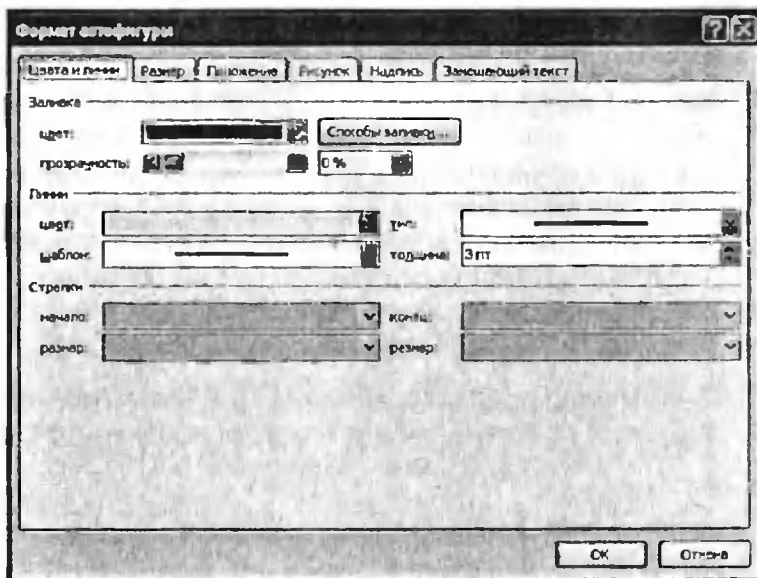 Формат автофигуры
Цвета и линии Размер Положение Рисунок Надпись Замещающий текст
Заливка
цвет: Способы заливки...
прозрачность: 0 %
Линии
цвет: тип:
шаблон: толщина: 3 пт
Стрелки
начало: конец:
размер: размер:
ОК Отмена